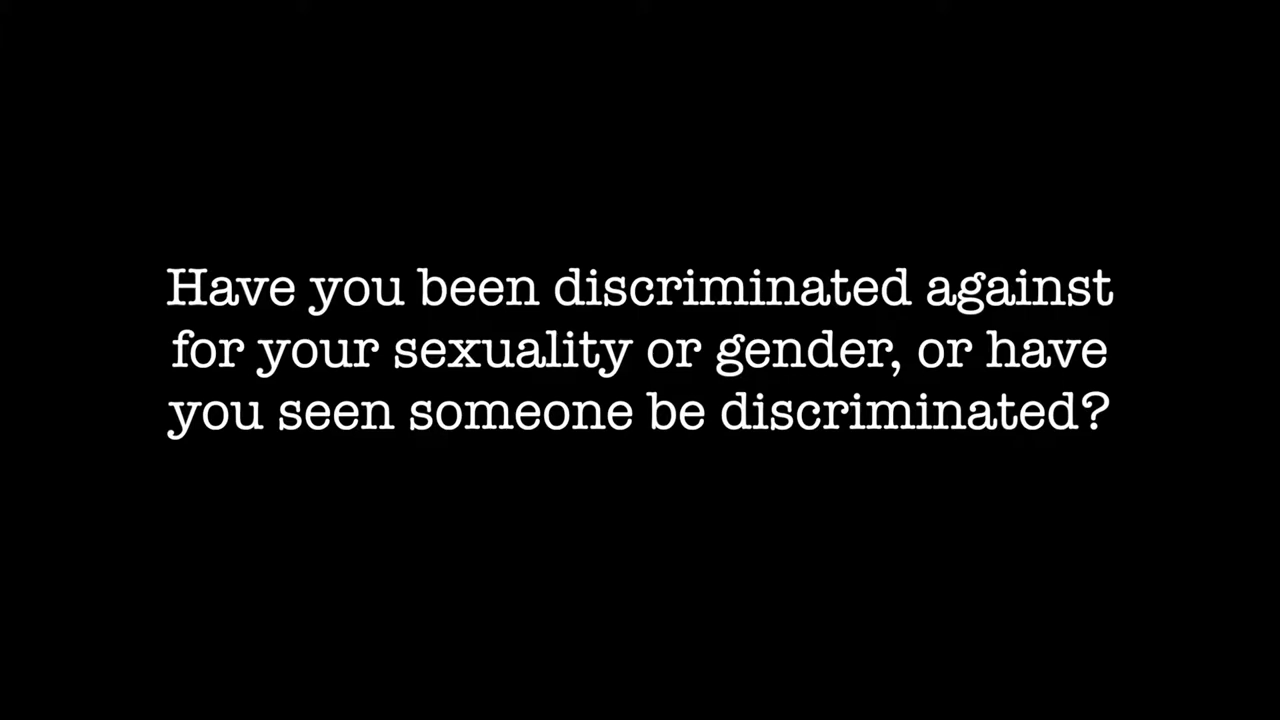 Have you been discriminated against
for your sexuality or gender, or have
you seen someone be discriminated?